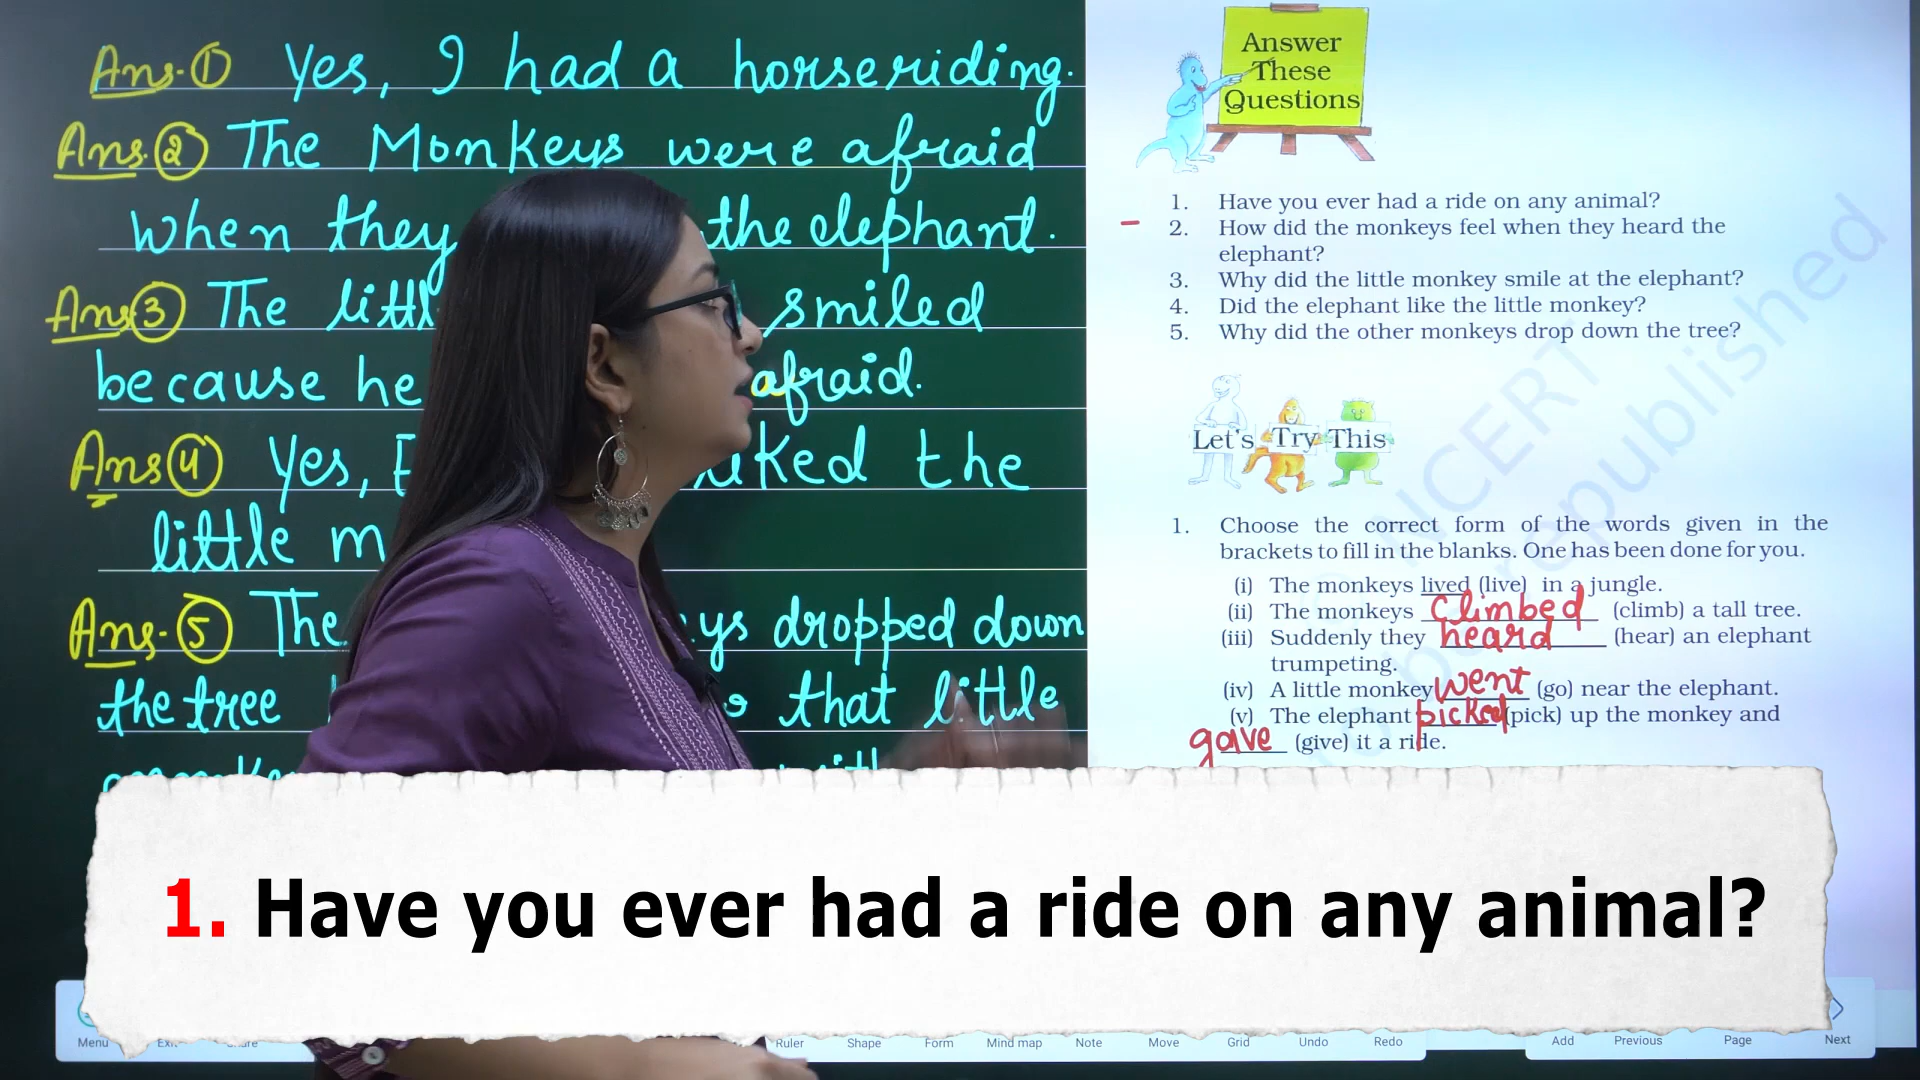 Ans. ① Yes, I had a horseriding.
Ans. ② The Monkeys were afraid
when they the elephant.
Ans ③ The smiled
because he afraid.
Ans ④ Yes, the
little
Ans. ⑤ The dropped down
the tree that little
Answer
These
Questions
1. Have you ever had a ride on any animal?
2. How did the monkeys feel when they heard the
elephant?
3. Why did the little monkey smile at the elephant?
4. Did the elephant like the little monkey?
5. Why did the other monkeys drop down the tree?
Let's Try This
1. Choose the correct form of the words given in the
brackets to fill in the blanks. One has been done for you.
(i) The monkeys lived (live) in a jungle.
(ii) The monkeys Climbed (climb) a tall tree.
(iii) Suddenly they heard (hear) an elephant
trumpeting.
(iv) A little monkey went (go) near the elephant.
(v) The elephant picked (pick) up the monkey and
gave (give) it a ride.
NCERT
republished
1. Have you ever had a ride on any animal?
Menu Ruler Shape Form Mind map Note Move Grid Undo Redo Add Previous Page Next